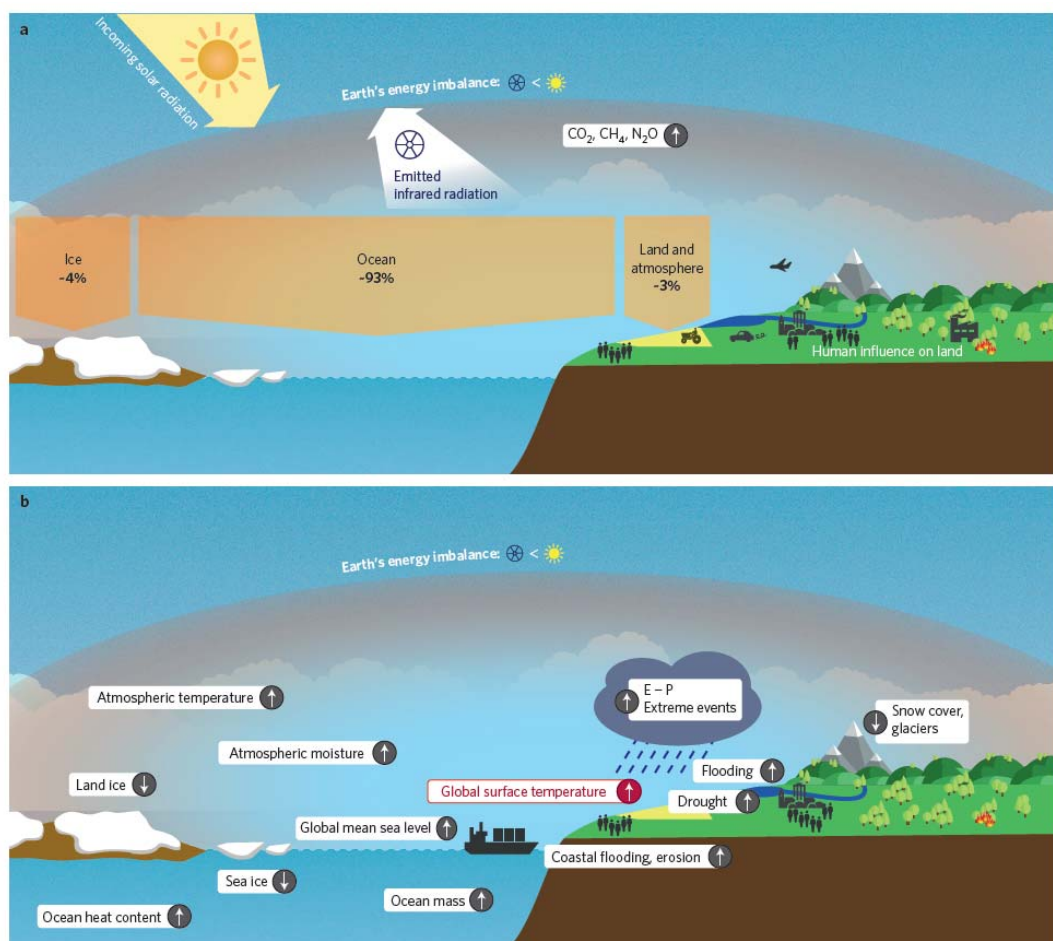 a
Incoming solar radiation
Earth's energy imbalance: <
CO₂, CH₄, N₂O
Emitted
infrared radiation
Ice
~4%
Ocean
~93%
Land and
atmosphere
~3%
Human influence on land
b
Earth's energy imbalance: <
Atmospheric temperature
E – P
Extreme events
Snow cover,
glaciers
Atmospheric moisture
Flooding
Land ice
Global surface temperature
Drought
Global mean sea level
Coastal flooding, erosion
Sea ice
Ocean mass
Ocean heat content